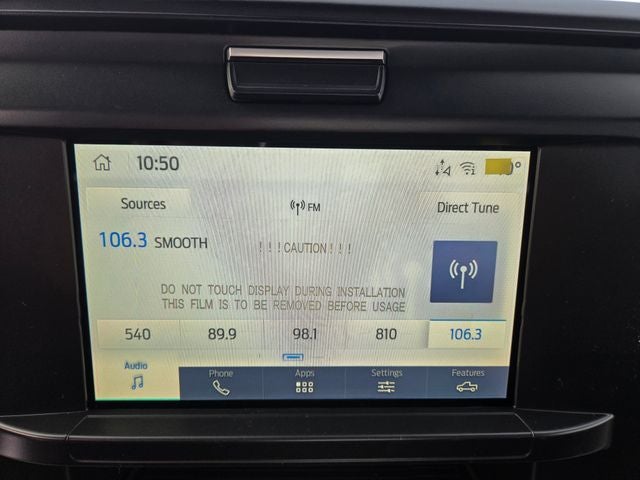 10:50
0°
Sources
FM
Direct Tune
106.3 SMOOTH
!!!CAUTION!!!
DO NOT TOUCH DISPLAY DURING INSTALLATION
THIS FILM IS TO BE REMOVED BEFORE USAGE
540 89.9 98.1 810 106.3
Audio Phone Apps Settings Features